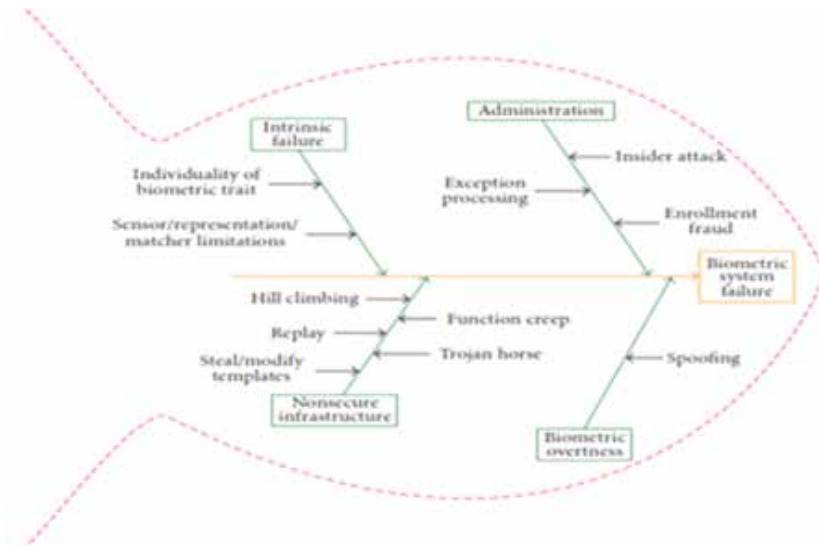 Intrinsic
failure
Administration
Individuality of
biometric trait
Insider attack
Exception
processing
Sensor/representation/
matcher limitations
Enrollment
fraud
Biometric
system
failure
Hill climbing
Function creep
Replay
Trojan horse
Steal/modify
templates
Spoofing
Nonsecure
infrastructure
Biometric
overtness